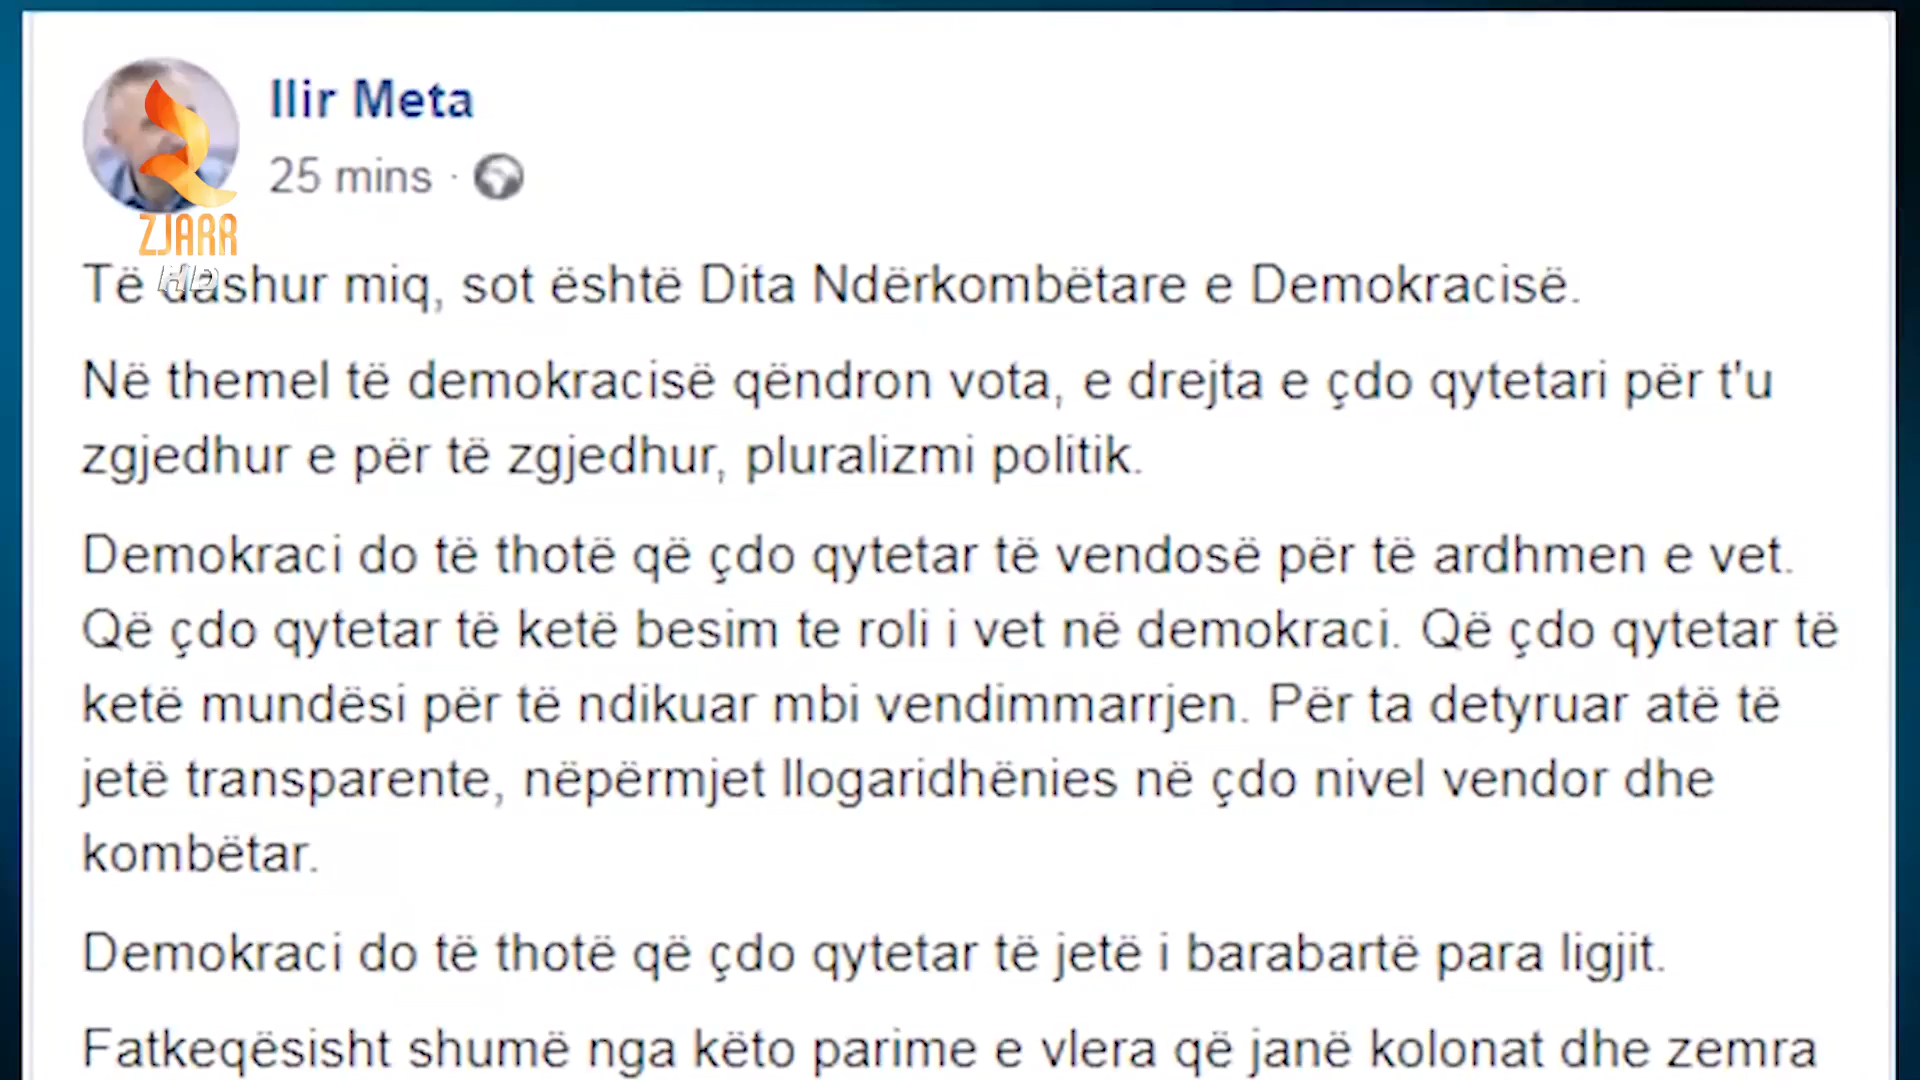 Ilir Meta
25 mins ·
ZJARR
HD
Të dashur miq, sot është Dita Ndërkombëtare e Demokracisë.
Në themel të demokracisë qëndron vota, e drejta e çdo qytetari për t'u
zgjedhur e për të zgjedhur, pluralizmi politik.
Demokraci do të thotë që çdo qytetar të vendosë për të ardhmen e vet.
Që çdo qytetar të ketë besim te roli i vet në demokraci. Që çdo qytetar të
ketë mundësi për të ndikuar mbi vendimmarrjen. Për ta detyruar atë të
jetë transparente, nëpërmjet llogaridhënies në çdo nivel vendor dhe
kombëtar.
Demokraci do të thotë që çdo qytetar të jetë i barabartë para ligjit.
Fatkeqësisht shumë nga këto parime e vlera që janë kolonat dhe zemra